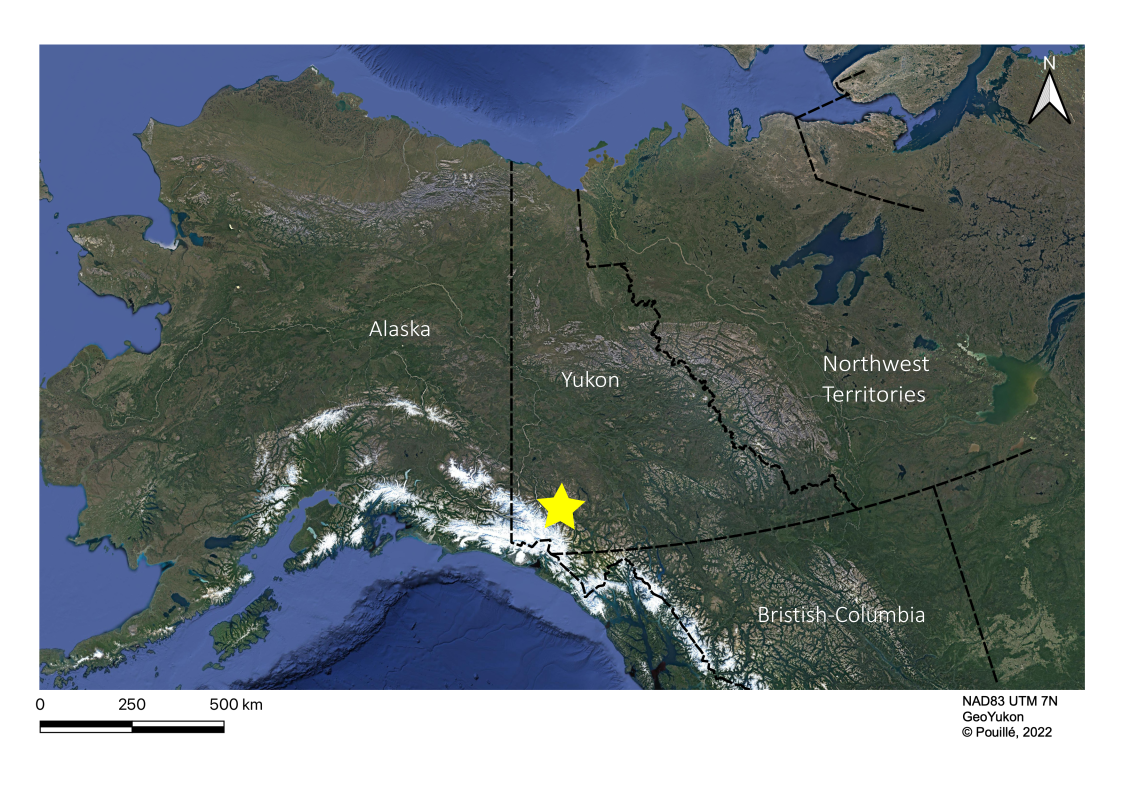 N
Alaska
Yukon
Northwest
Territories
Bristish-Columbia
0 250 500 km
NAD83 UTM 7N
GeoYukon
© Pouillé, 2022